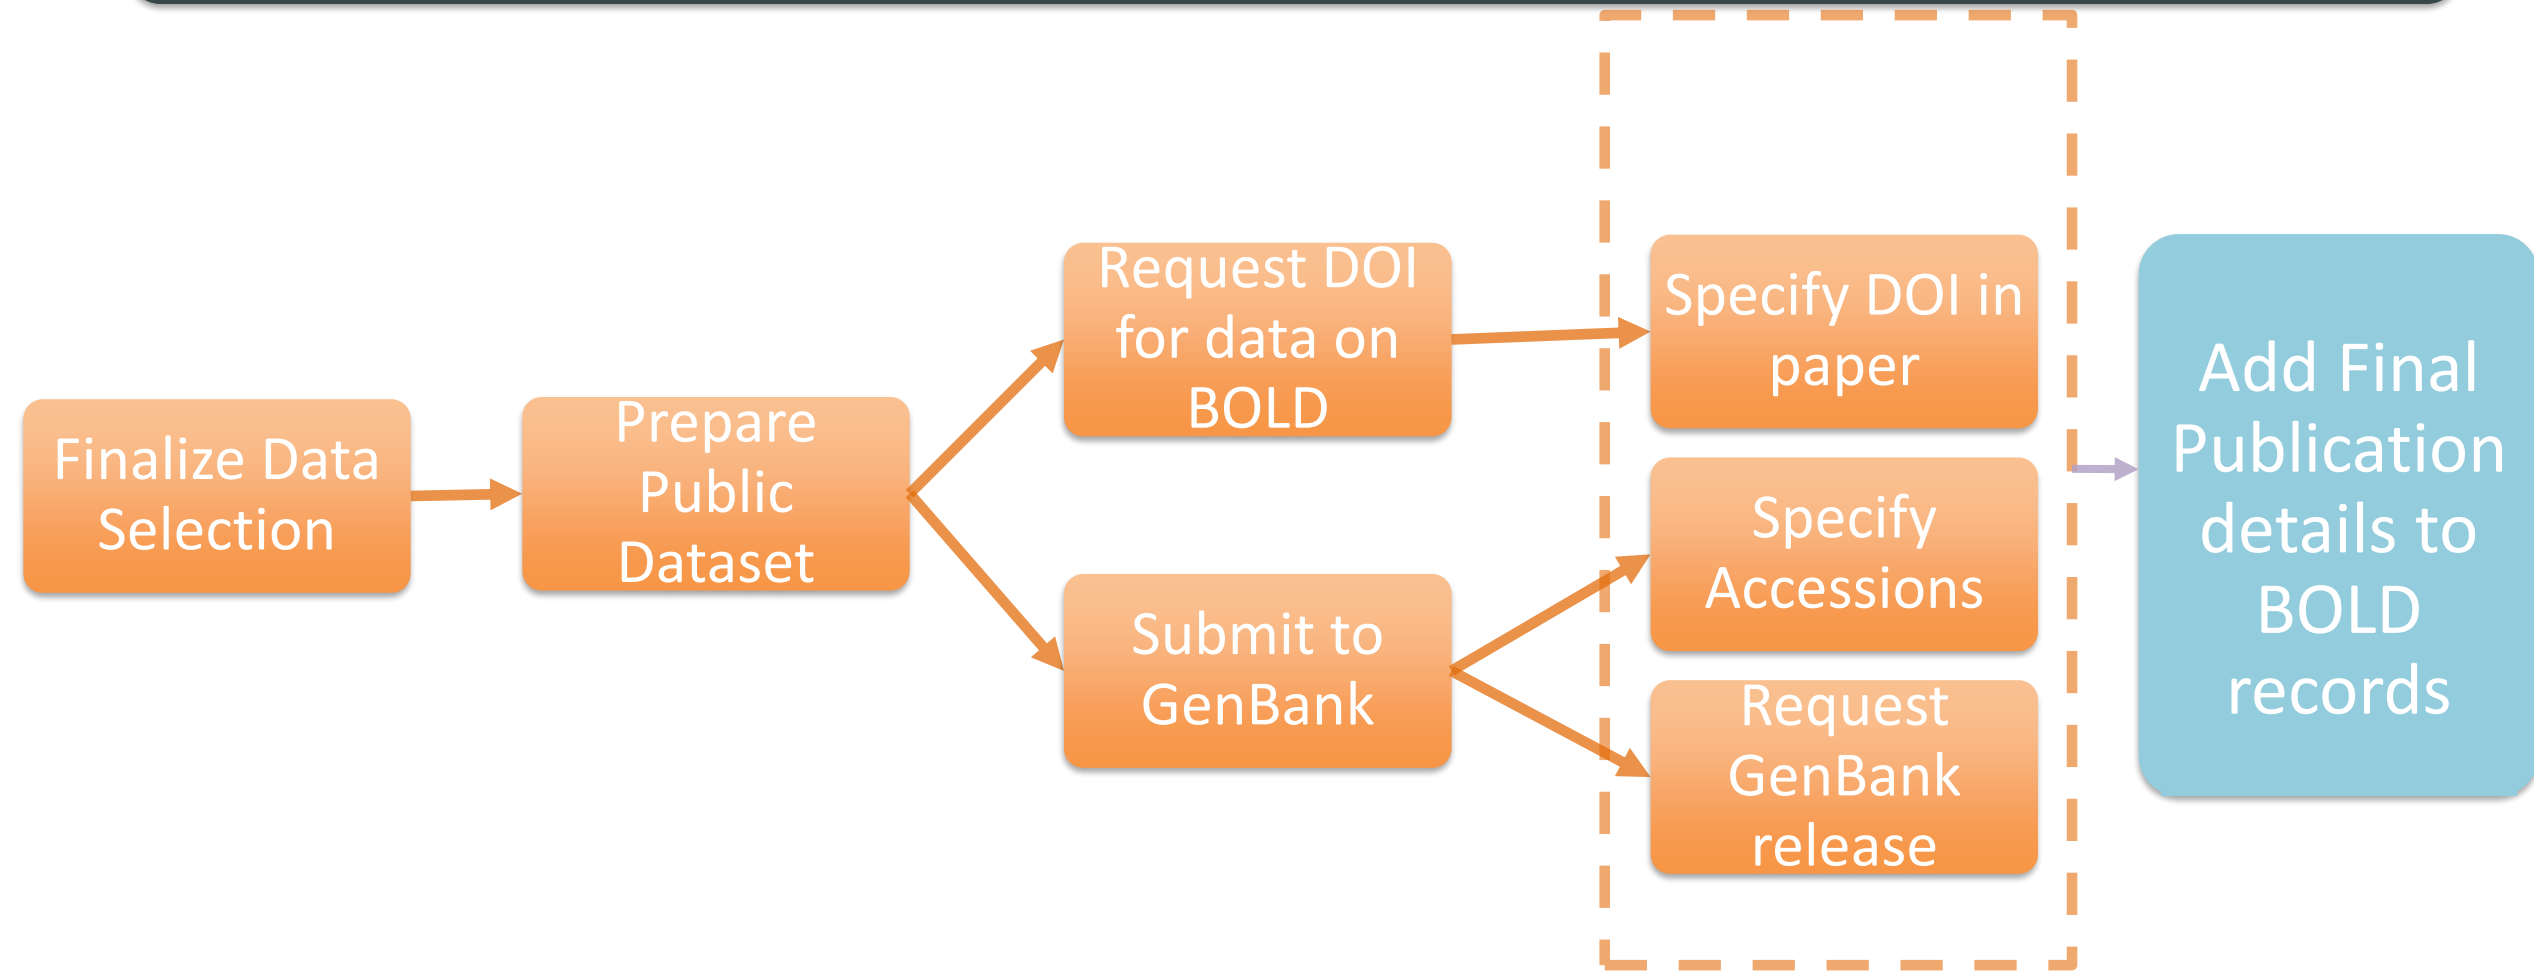 Finalize Data
Selection
Prepare
Public
Dataset
Request DOI
for data on
BOLD
Submit to
GenBank
Specify DOI in
paper
Specify
Accessions
Request
GenBank
release
Add Final
Publication
details to
BOLD
records